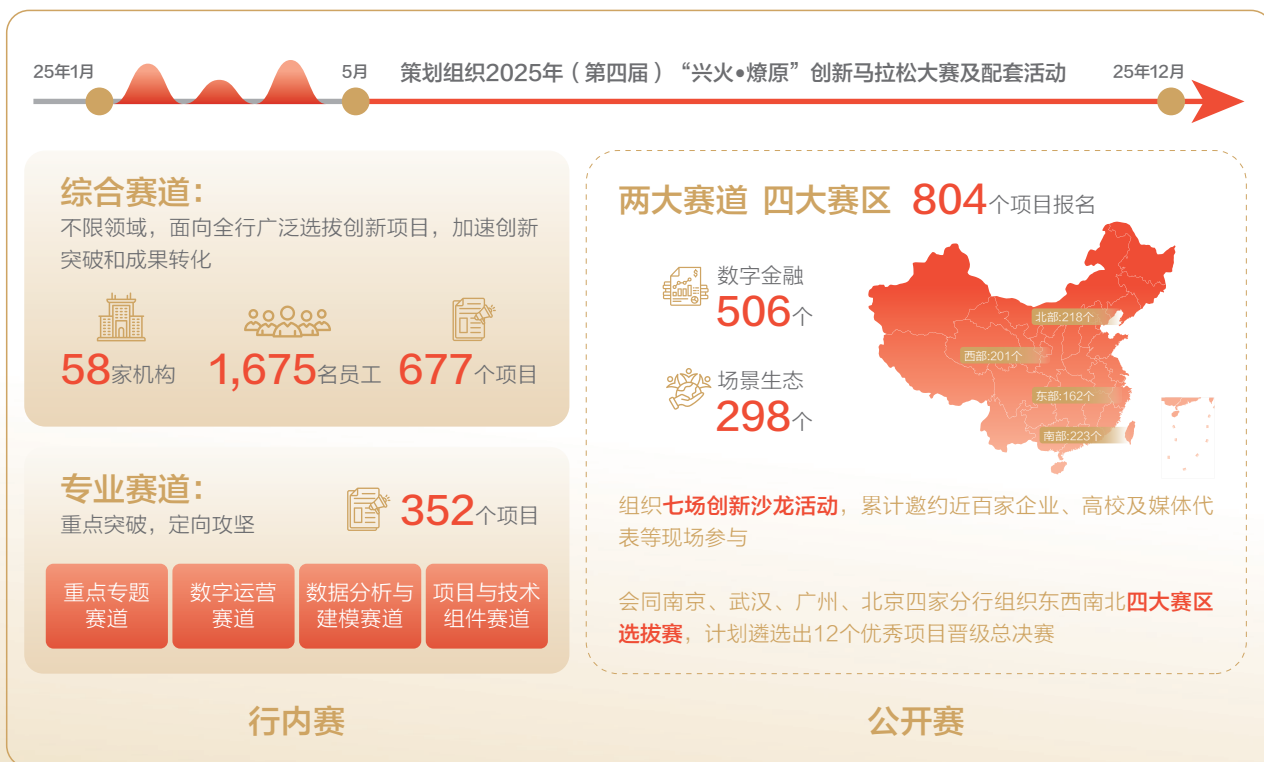 25年1月
5月
策划组织2025年（第四届）“兴火•燎原”创新马拉松大赛及配套活动
25年12月
综合赛道：
不限领域，面向全行广泛选拔创新项目，加速创新
突破和成果转化
58家机构
1,675名员工
677个项目
专业赛道：
重点突破，定向攻坚
352个项目
重点专题
赛道
数字运营
赛道
数据分析与
建模赛道
项目与技术
组件赛道
行内赛
两大赛道 四大赛区 804个项目报名
数字金融
506个
场景生态
298个
北部:218个
西部:201个
东部:162个
南部:223个
组织七场创新沙龙活动，累计邀约近百家企业、高校及媒体代
表等现场参与
会同南京、武汉、广州、北京四家分行组织东西南北四大赛区
选拔赛，计划遴选出12个优秀项目晋级总决赛
公开赛